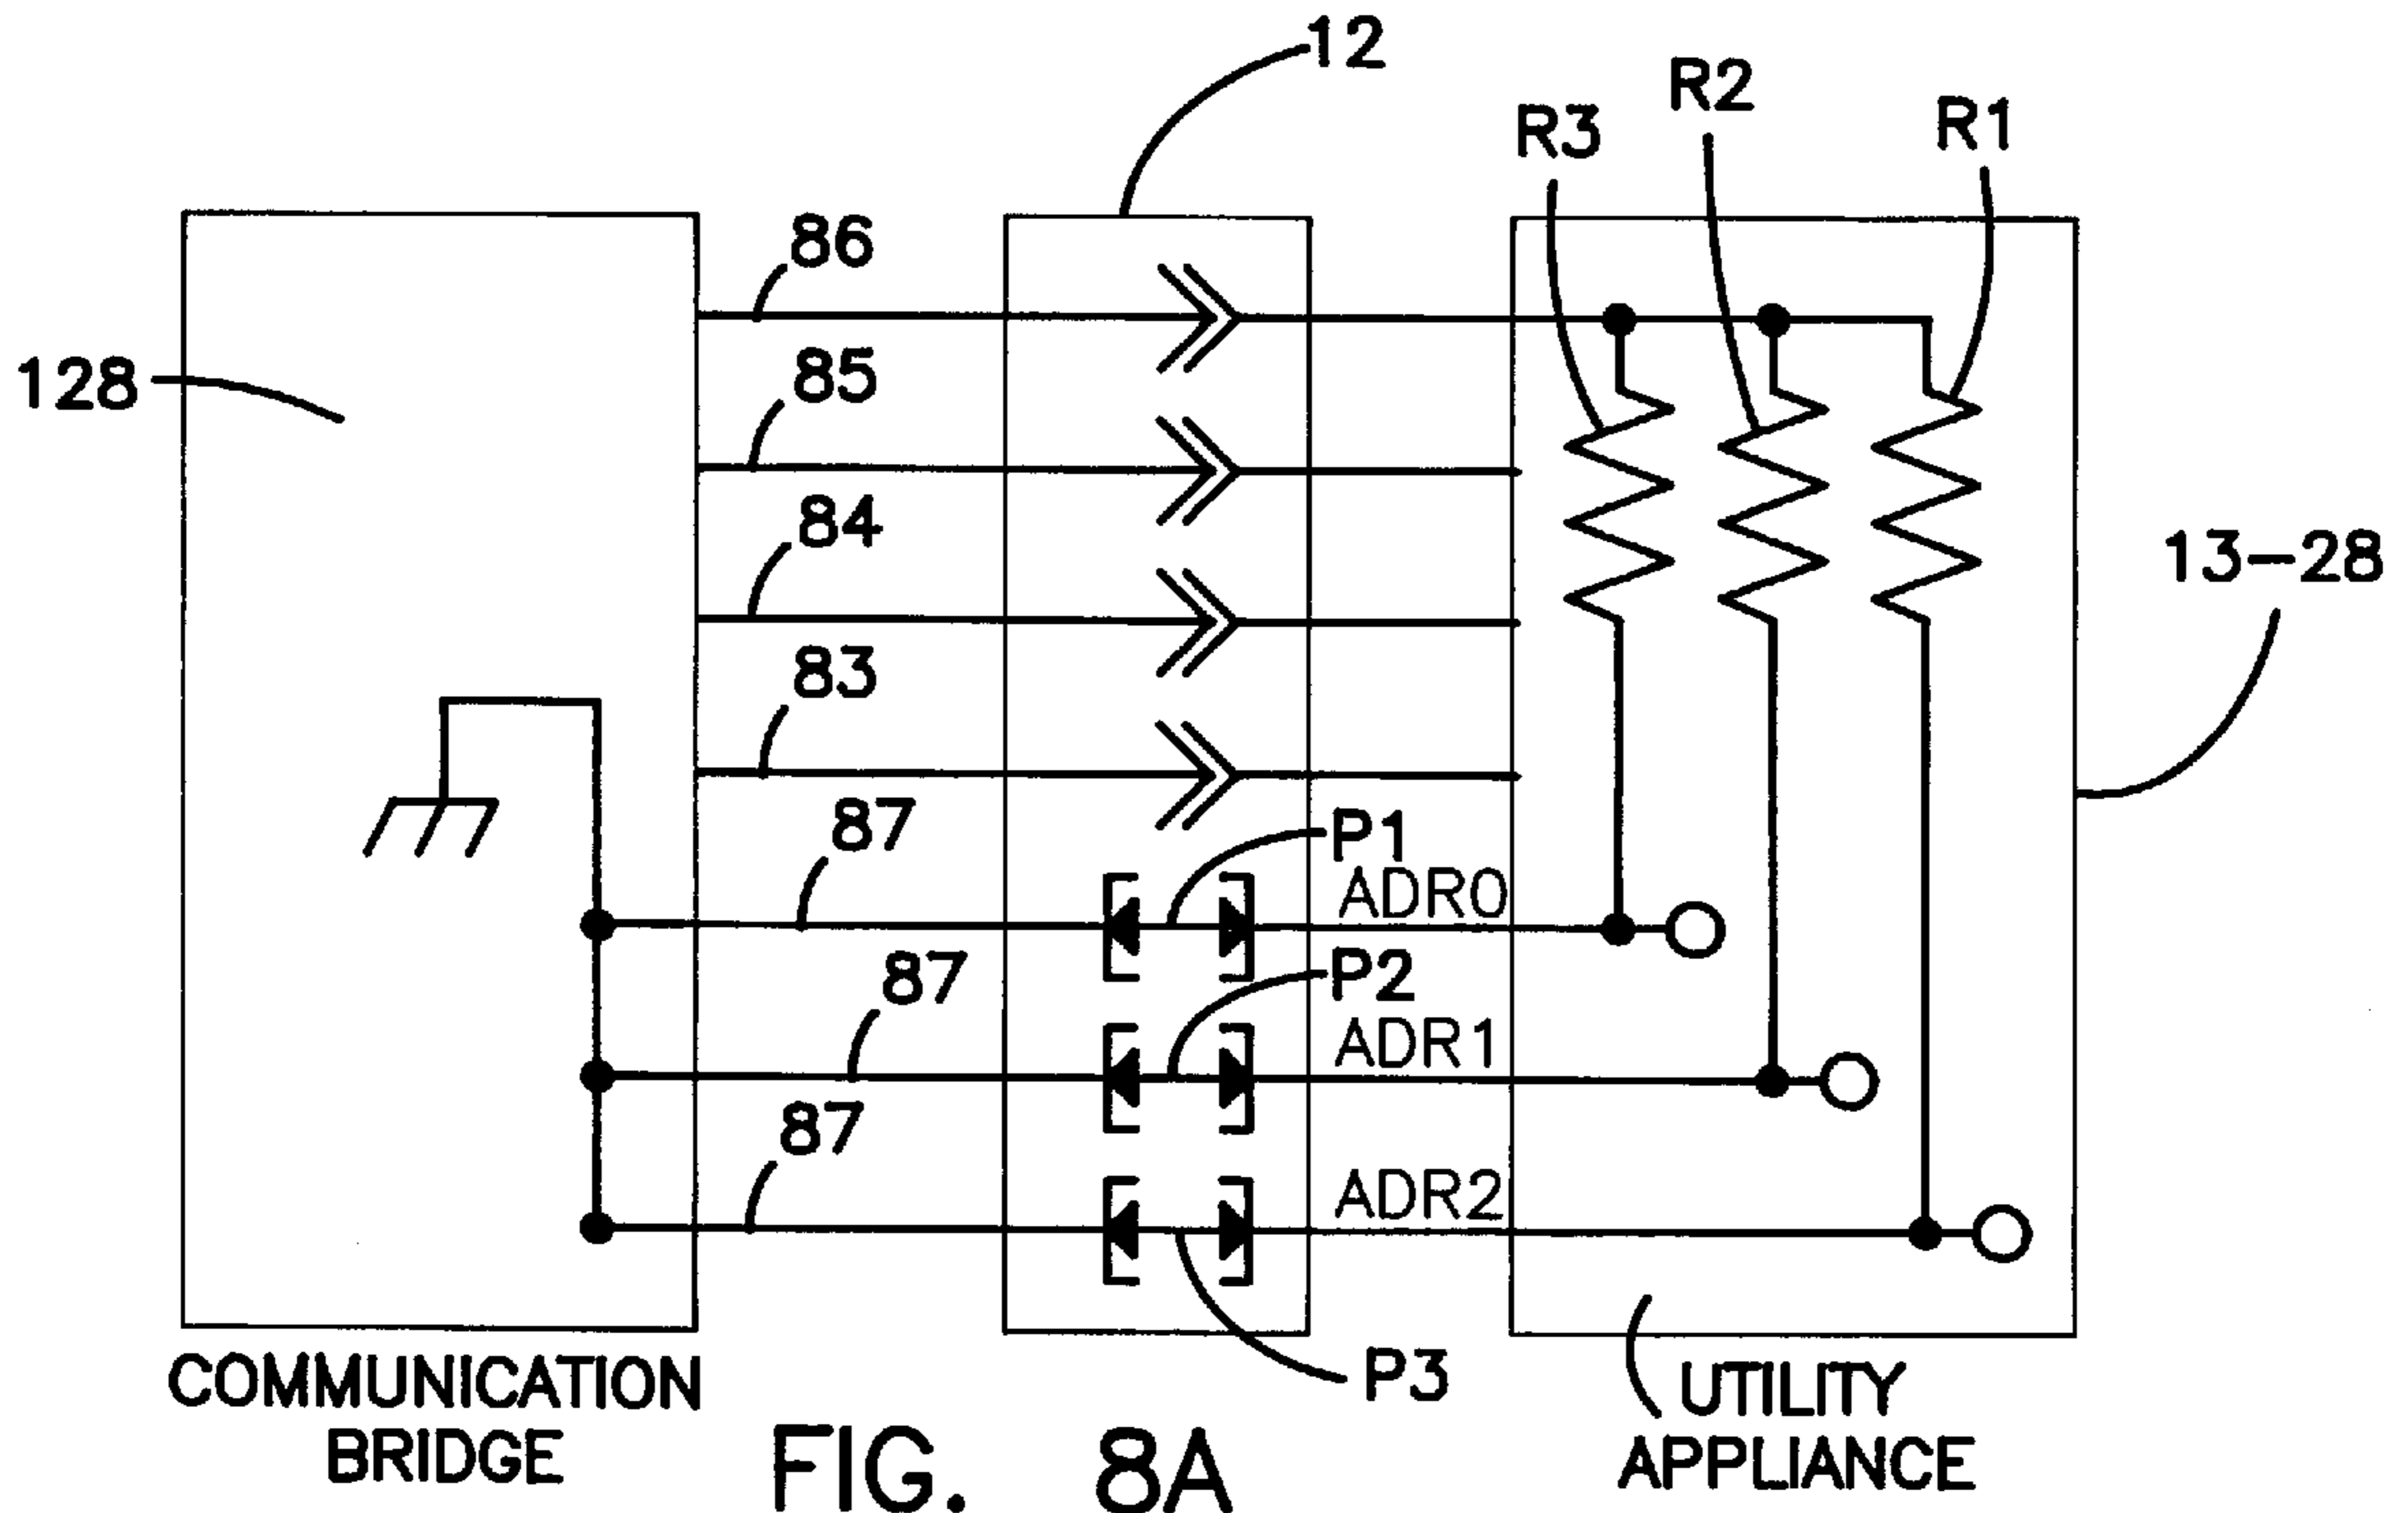 12
R2
R1
R3
86
128
85
84
13-28
83
87
P1
ADR0
87
P2
ADR1
87
ADR2
P3
COMMUNICATION
BRIDGE
UTILITY
APPLIANCE
FIG. 8A